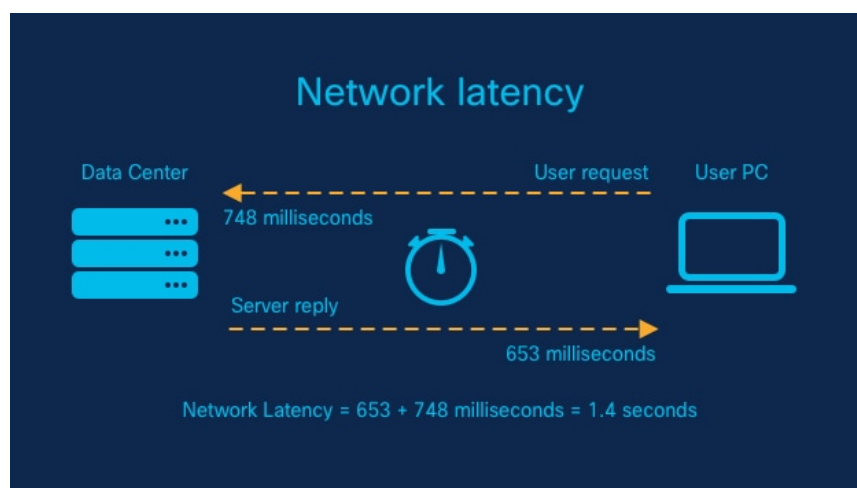 Network latency
Data Center
User request
User PC
748 milliseconds
Server reply
653 milliseconds
Network Latency = 653 + 748 milliseconds = 1.4 seconds